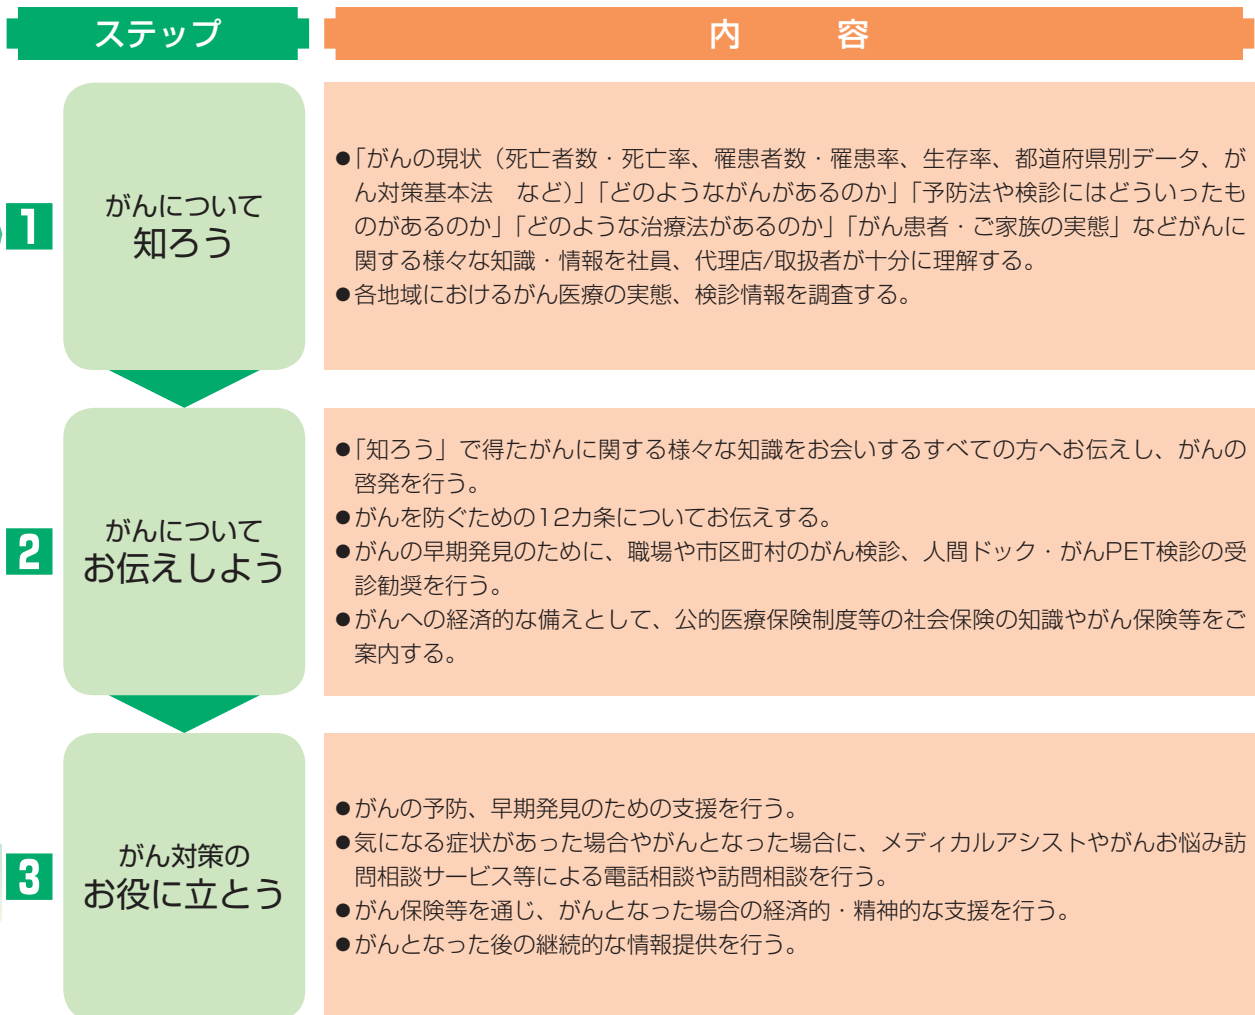 ステップ
内　容
1
がんについて
知ろう
●「がんの現状（死亡者数・死亡率、罹患者数・罹患率、生存率、都道府県別データ、が
ん対策基本法　など）」「どのようながんがあるのか」「予防法や検診にはどういったも
のがあるのか」「どのような治療法があるのか」「がん患者・ご家族の実態」などがんに
関する様々な知識・情報を社員、代理店/取扱者が十分に理解する。
●各地域におけるがん医療の実態、検診情報を調査する。
2
がんについて
お伝えしよう
●「知ろう」で得たがんに関する様々な知識をお会いするすべての方へお伝えし、がんの
啓発を行う。
●がんを防ぐための12カ条についてお伝えする。
●がんの早期発見のために、職場や市区町村のがん検診、人間ドック・がんPET検診の受
診勧奨を行う。
●がんへの経済的な備えとして、公的医療保険制度等の社会保険の知識やがん保険等をご
案内する。
3
がん対策の
お役に立とう
●がんの予防、早期発見のための支援を行う。
●気になる症状があった場合やがんとなった場合に、メディカルアシストやがんお悩み訪
問相談サービス等による電話相談や訪問相談を行う。
●がん保険等を通じ、がんとなった場合の経済的・精神的な支援を行う。
●がんとなった後の継続的な情報提供を行う。